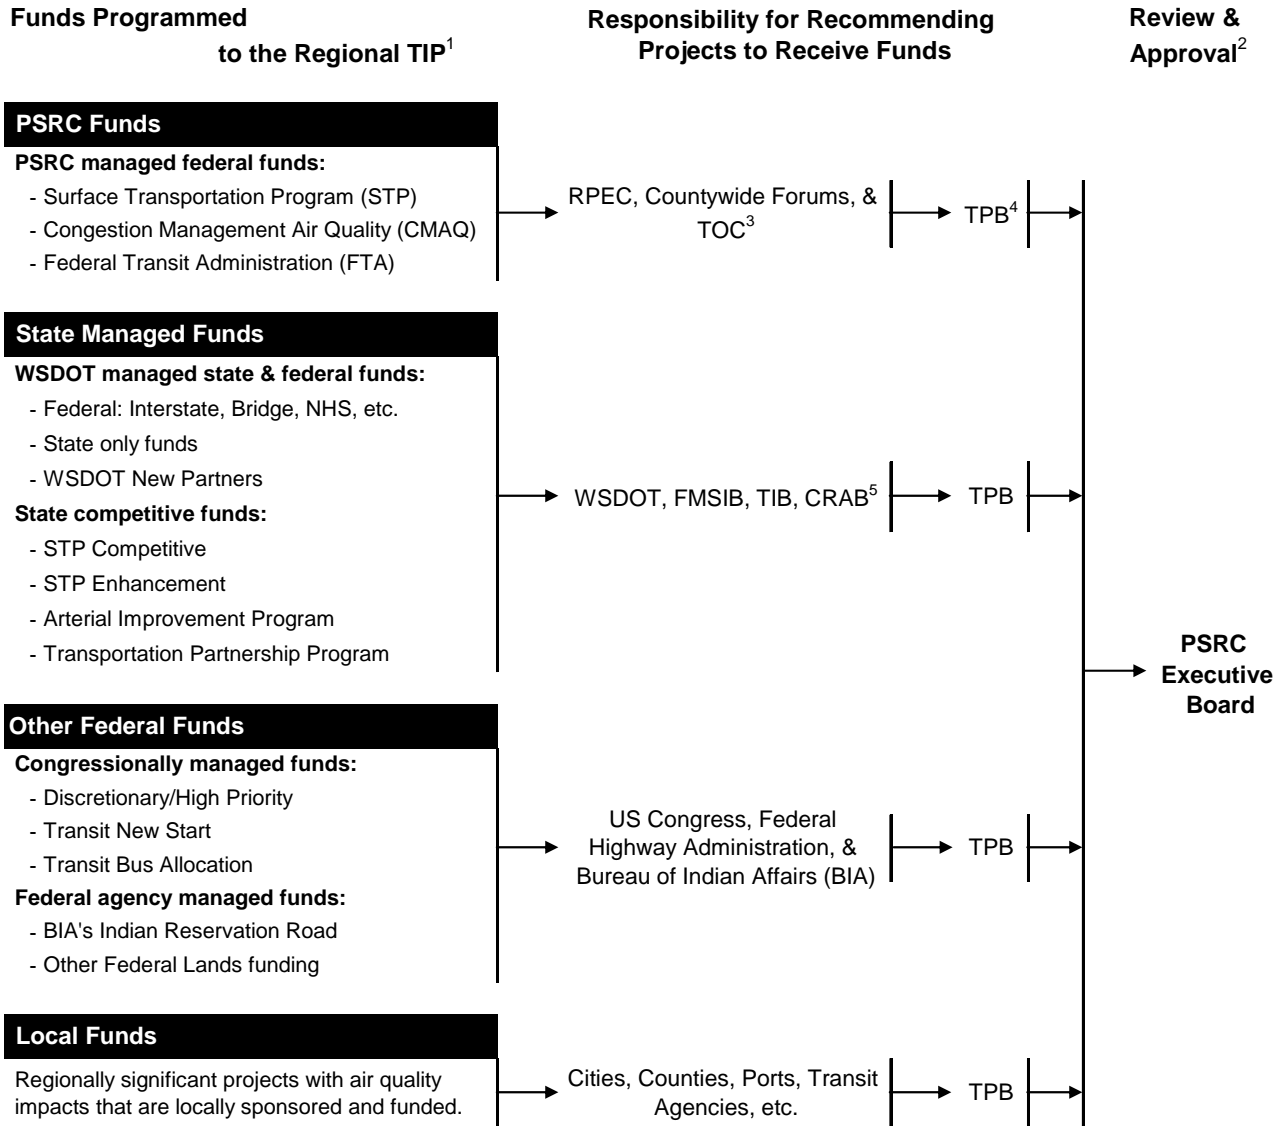 Funds Programmed
to the Regional TIP¹
Responsibility for Recommending
Projects to Receive Funds
Review &
Approval²
PSRC Funds
PSRC managed federal funds:
- Surface Transportation Program (STP)
- Congestion Management Air Quality (CMAQ)
- Federal Transit Administration (FTA)
RPEC, Countywide Forums, &
TOC³
TPB⁴
State Managed Funds
WSDOT managed state & federal funds:
- Federal: Interstate, Bridge, NHS, etc.
- State only funds
- WSDOT New Partners
State competitive funds:
- STP Competitive
- STP Enhancement
- Arterial Improvement Program
- Transportation Partnership Program
WSDOT, FMSIB, TIB, CRAB⁵
TPB
Other Federal Funds
Congressionally managed funds:
- Discretionary/High Priority
- Transit New Start
- Transit Bus Allocation
Federal agency managed funds:
- BIA's Indian Reservation Road
- Other Federal Lands funding
US Congress, Federal
Highway Administration, &
Bureau of Indian Affairs (BIA)
TPB
Local Funds
Regionally significant projects with air quality
impacts that are locally sponsored and funded.
Cities, Counties, Ports, Transit
Agencies, etc.
TPB
PSRC
Executive
Board